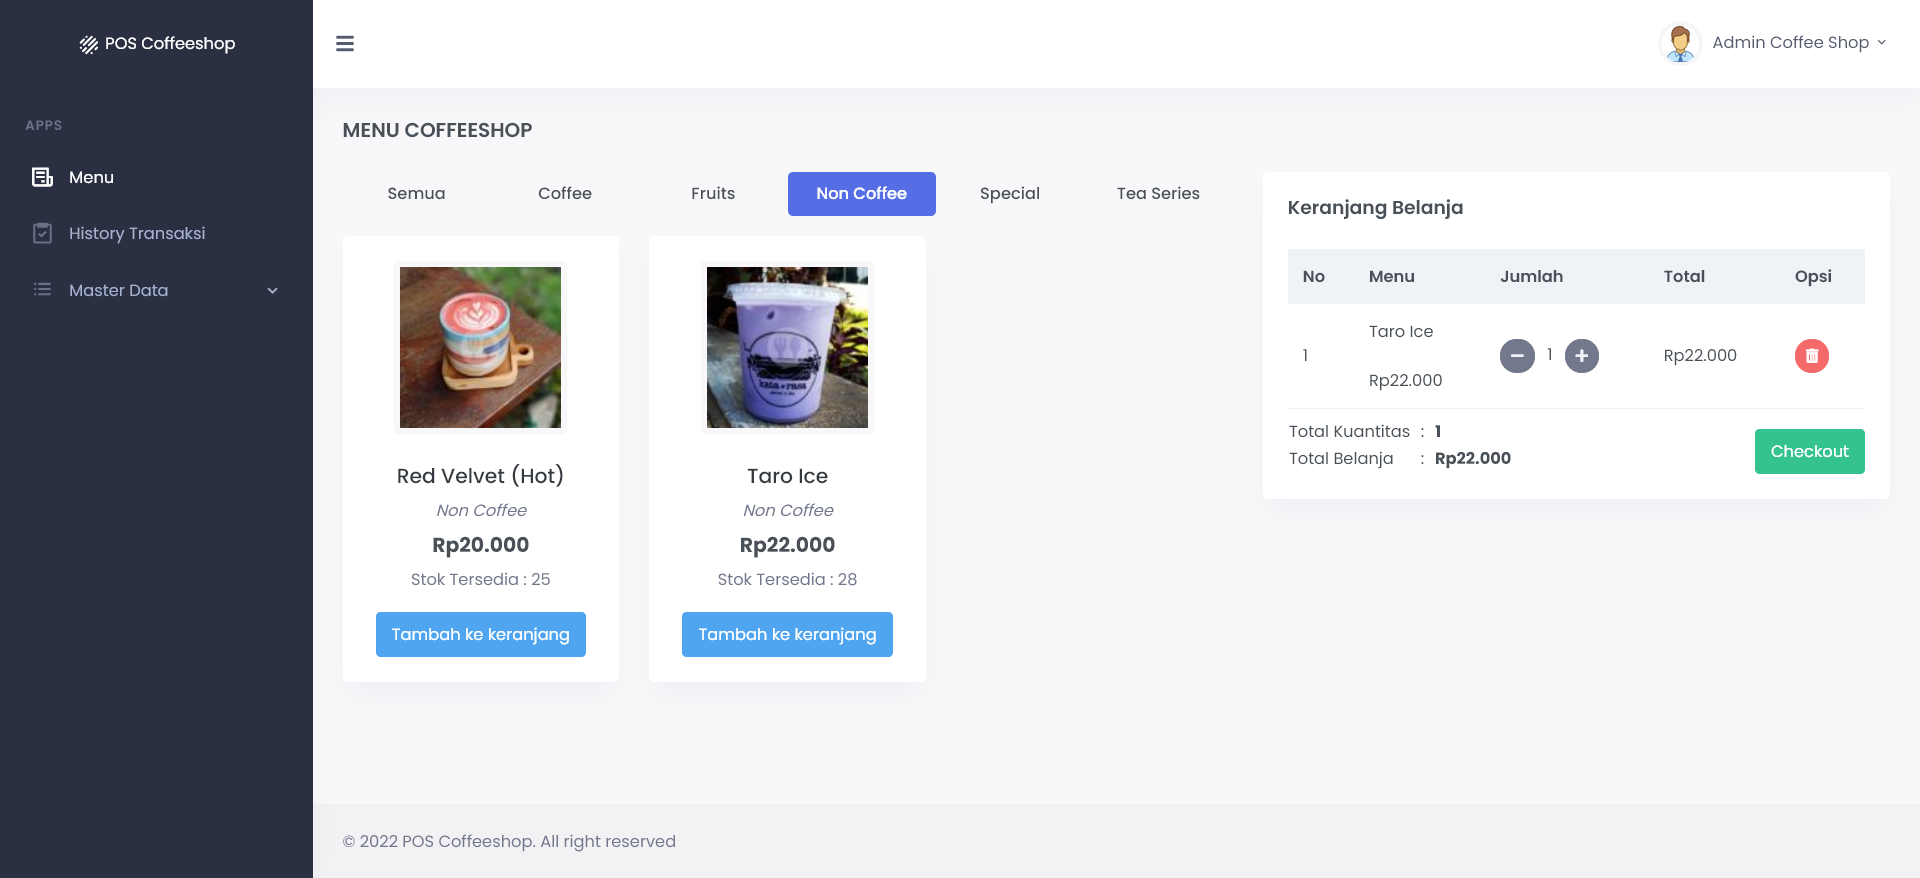 POS Coffeeshop
Admin Coffee Shop
APPS
Menu
History Transaksi
Master Data
MENU COFFEESHOP
Semua
Coffee
Fruits
Non Coffee
Special
Tea Series
kata rasa
Red Velvet (Hot)
Non Coffee
Rp20.000
Stok Tersedia : 25
Tambah ke keranjang
Taro Ice
Non Coffee
Rp22.000
Stok Tersedia : 28
Tambah ke keranjang
Keranjang Belanja
No Menu Jumlah Total Opsi
1 Taro Ice 1 Rp22.000
Rp22.000
Total Kuantitas : 1
Total Belanja : Rp22.000
Checkout
© 2022 POS Coffeeshop. All right reserved